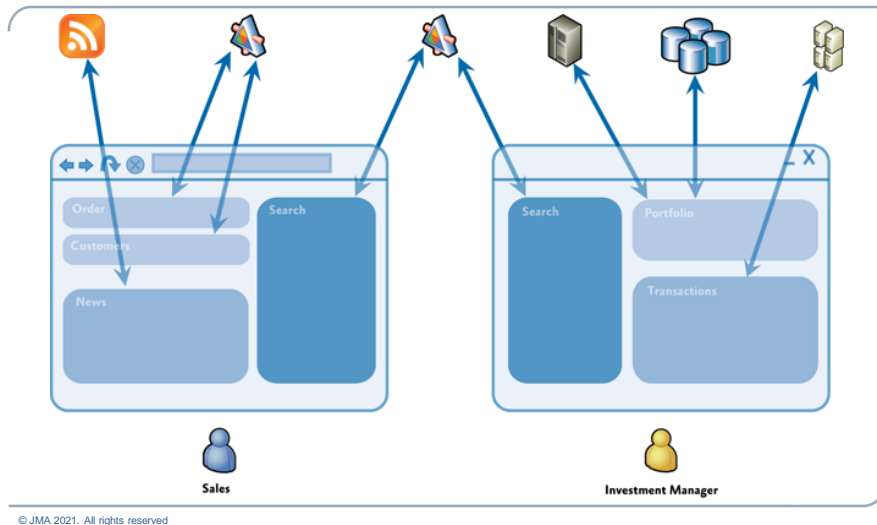 X
Order
Search
Customers
News
Search
Portfolio
Transactions
Sales
Investment Manager
© JMA 2021. All rights reserved